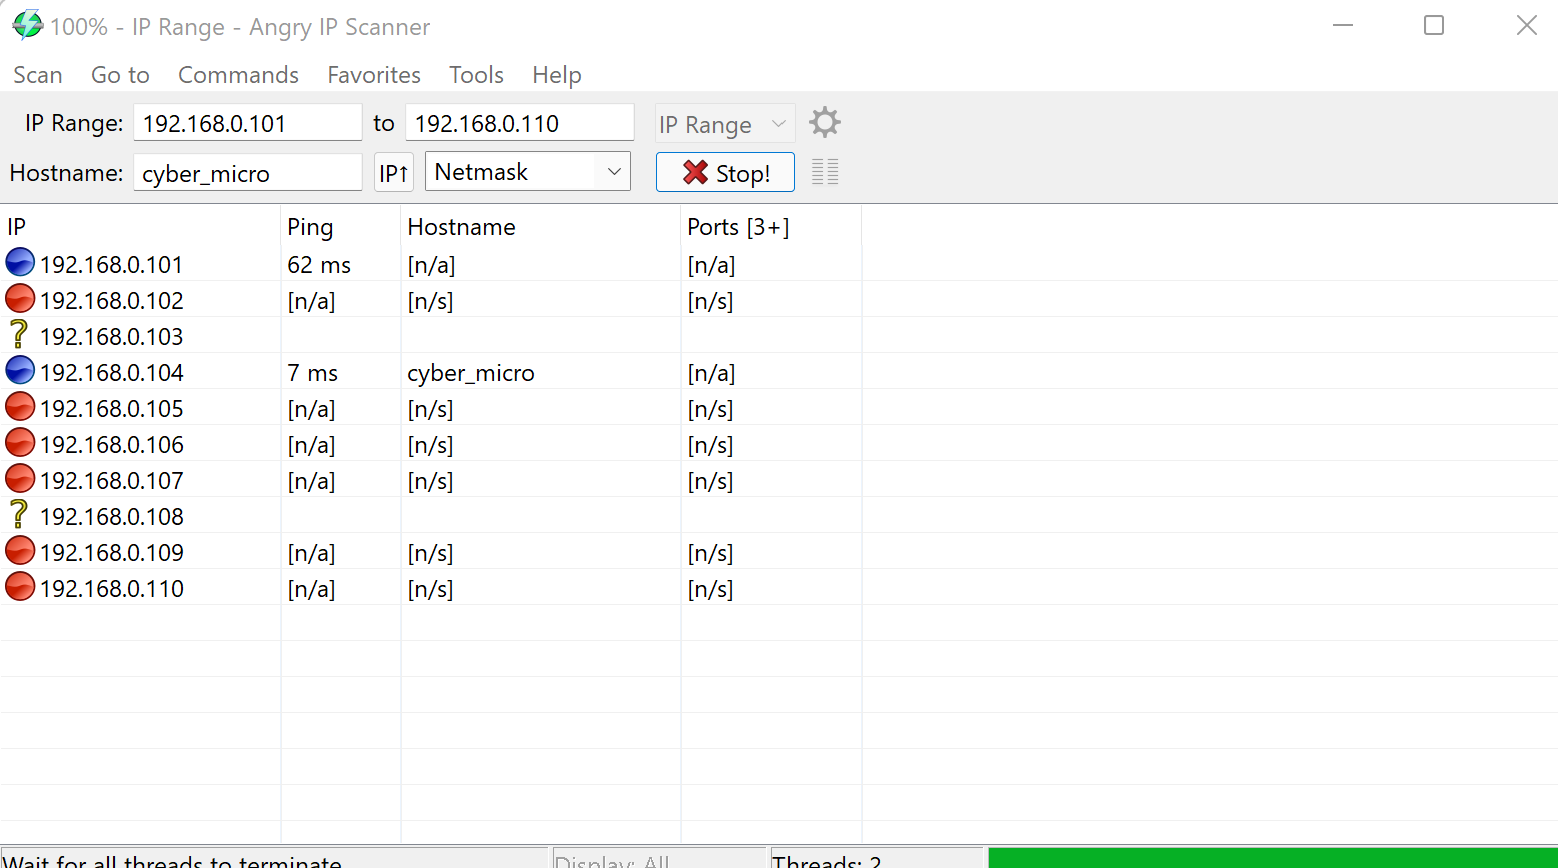 100% - IP Range - Angry IP Scanner
Scan Go to Commands Favorites Tools Help
IP Range: 192.168.0.101 to 192.168.0.110 IP Range
Hostname: cyber_micro IP↑ Netmask Stop!
IP Ping Hostname Ports [3+]
192.168.0.101 62 ms [n/a] [n/a]
192.168.0.102 [n/a] [n/s] [n/s]
192.168.0.103
192.168.0.104 7 ms cyber_micro [n/a]
192.168.0.105 [n/a] [n/s] [n/s]
192.168.0.106 [n/a] [n/s] [n/s]
192.168.0.107 [n/a] [n/s] [n/s]
192.168.0.108
192.168.0.109 [n/a] [n/s] [n/s]
192.168.0.110 [n/a] [n/s] [n/s]
Wait for all threads to terminate Display: All Threads: 2